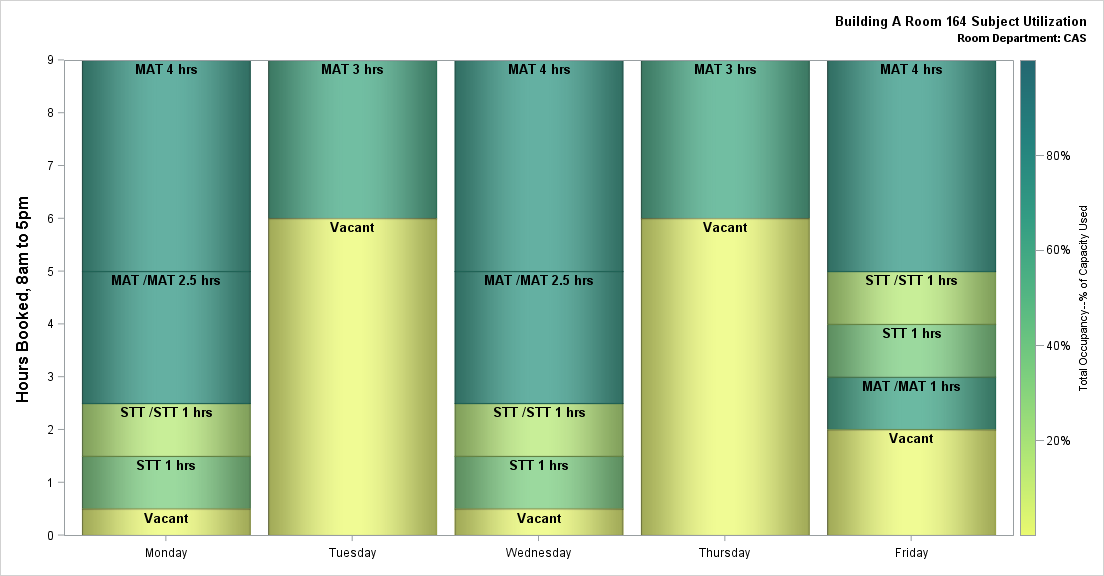 Building A Room 164 Subject Utilization
Room Department: CAS
Hours Booked, 8am to 5pm
9
8
7
6
5
4
3
2
1
0
MAT 4 hrs
MAT /MAT 2.5 hrs
STT /STT 1 hrs
STT 1 hrs
Vacant
Monday
MAT 3 hrs
Vacant
Tuesday
MAT 4 hrs
MAT /MAT 2.5 hrs
STT /STT 1 hrs
STT 1 hrs
Vacant
Wednesday
MAT 3 hrs
Vacant
Thursday
MAT 4 hrs
STT /STT 1 hrs
STT 1 hrs
MAT /MAT 1 hrs
Vacant
Friday
80%
60%
40%
20%
Total Occupancy--% of Capacity Used